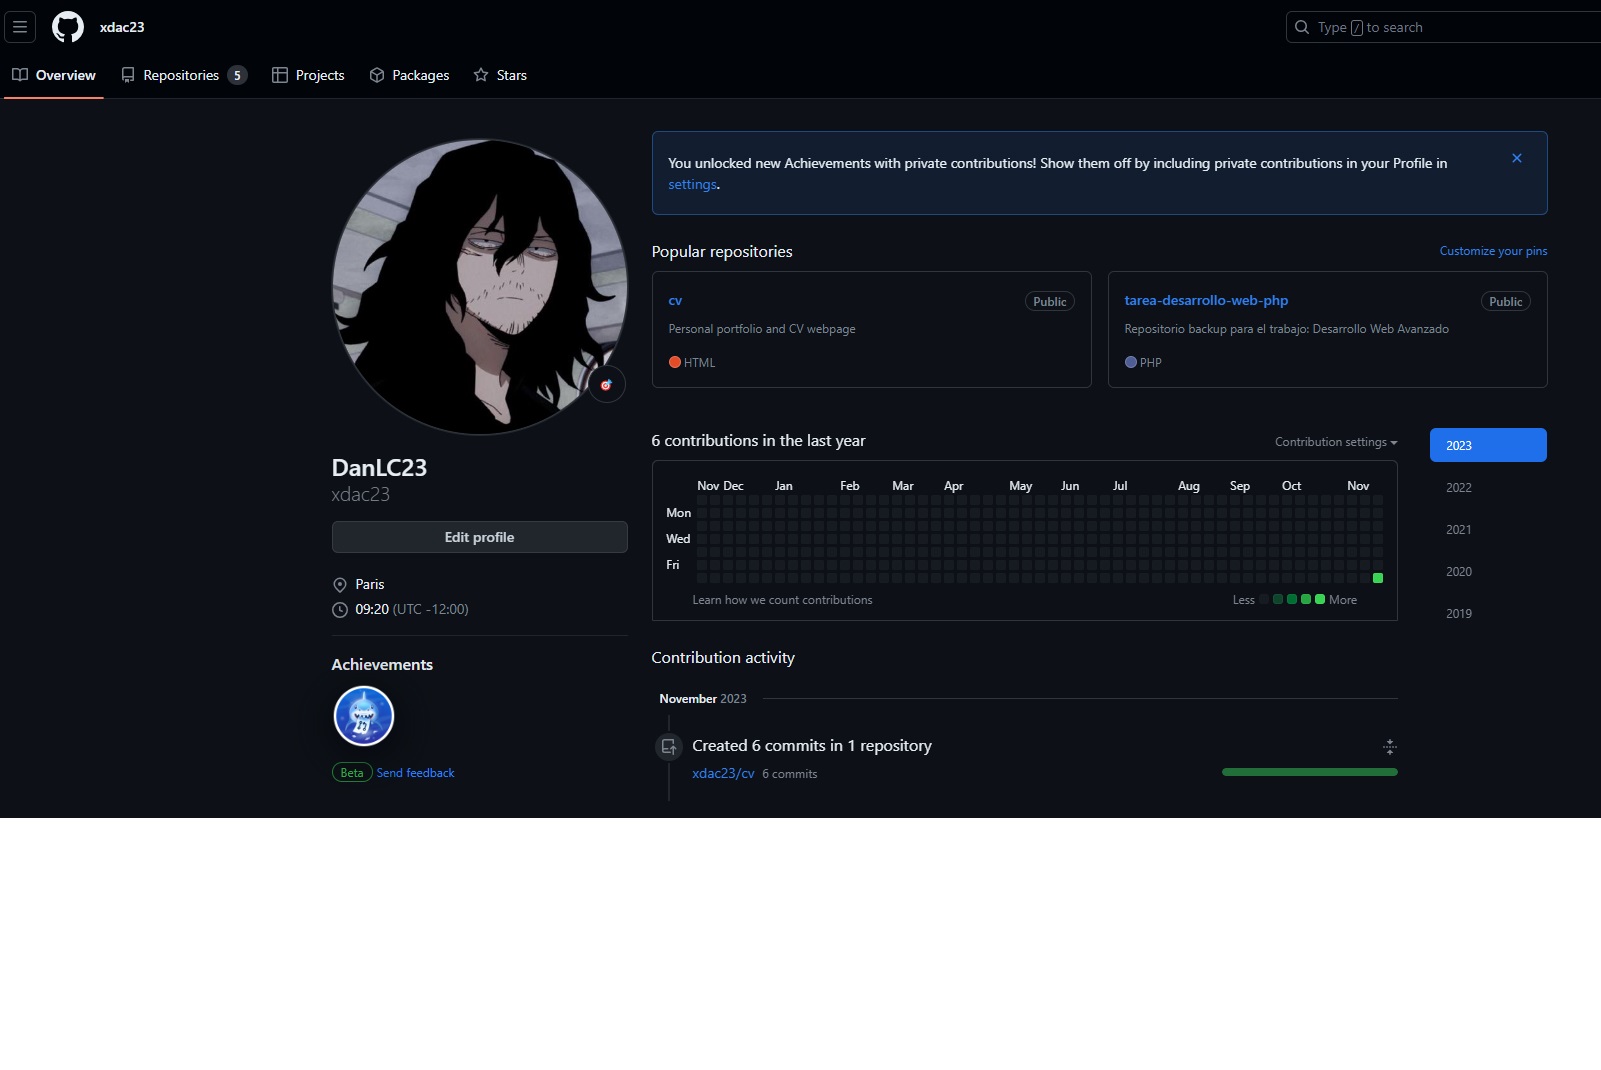 xdac23
Type / to search
Overview
Repositories 5
Projects
Packages
Stars
You unlocked new Achievements with private contributions! Show them off by including private contributions in your Profile in
settings.
Popular repositories
Customize your pins
cv
Public
Personal portfolio and CV webpage
HTML
tarea-desarrollo-web-php
Public
Repositorio backup para el trabajo: Desarrollo Web Avanzado
PHP
DanLC23
xdac23
Edit profile
Paris
09:20 (UTC -12:00)
Achievements
Beta Send feedback
6 contributions in the last year
Contribution settings
2023
2022
2021
2020
2019
Nov Dec Jan Feb Mar Apr May Jun Jul Aug Sep Oct Nov
Mon
Wed
Fri
Learn how we count contributions
Less More
Contribution activity
November 2023
Created 6 commits in 1 repository
xdac23/cv 6 commits